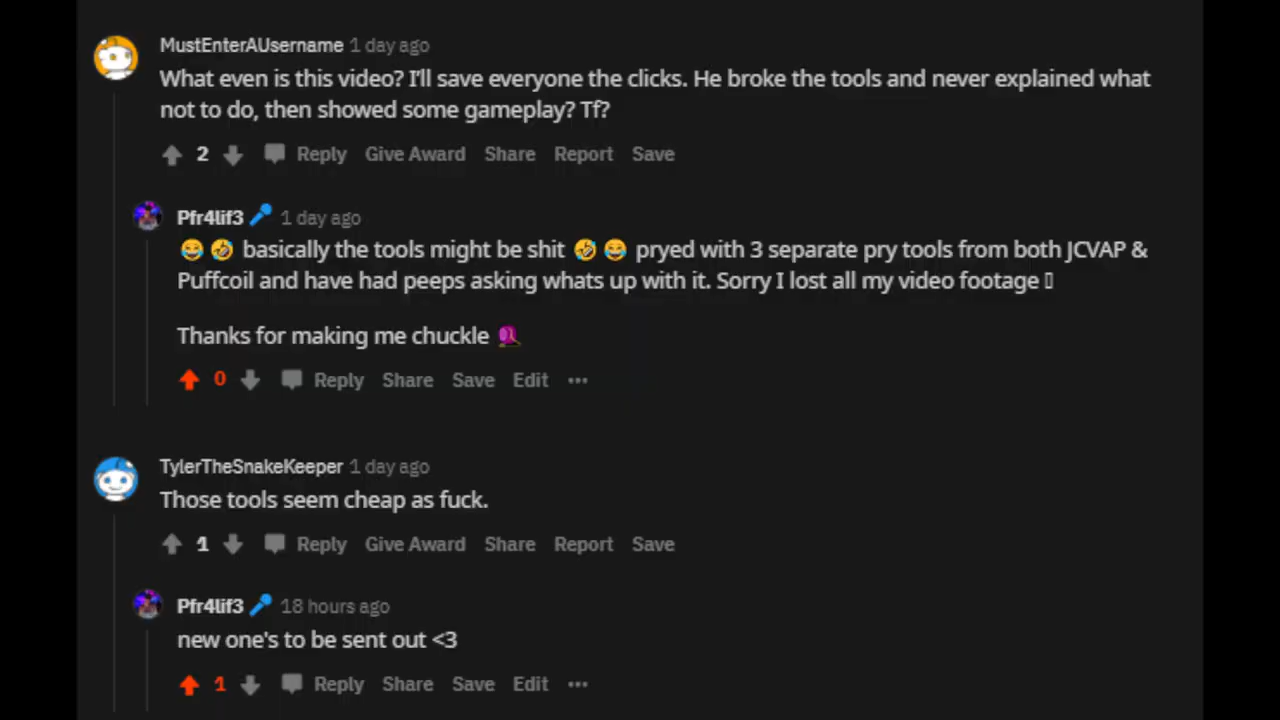 MustEnterAUsername 1 day ago
What even is this video? I'll save everyone the clicks. He broke the tools and never explained what
not to do, then showed some gameplay? Tf?
2 Reply Give Award Share Report Save
Pfr4lif3 🎤 1 day ago
😂🤣 basically the tools might be shit 🤣😂 pryed with 3 separate pry tools from both JCVAP &
Puffcoil and have had peeps asking whats up with it. Sorry I lost all my video footage ▯
Thanks for making me chuckle
0 Reply Share Save Edit ···
TylerTheSnakeKeeper 1 day ago
Those tools seem cheap as fuck.
1 Reply Give Award Share Report Save
Pfr4lif3 🎤 18 hours ago
new one's to be sent out <3
1 Reply Share Save Edit ···